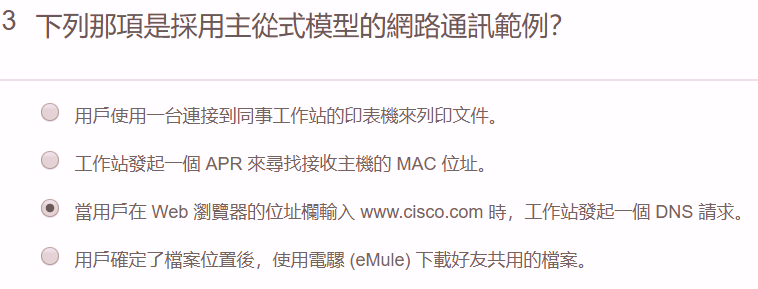 3 下列那項是採用主從式模型的網路通訊範例?
用戶使用一台連接到同事工作站的印表機來列印文件。
工作站發起一個 APR 來尋找接收主機的 MAC 位址。
當用戶在 Web 瀏覽器的位址欄輸入 www.cisco.com 時，工作站發起一個 DNS 請求。
用戶確定了檔案位置後，使用電騾 (eMule) 下載好友共用的檔案。